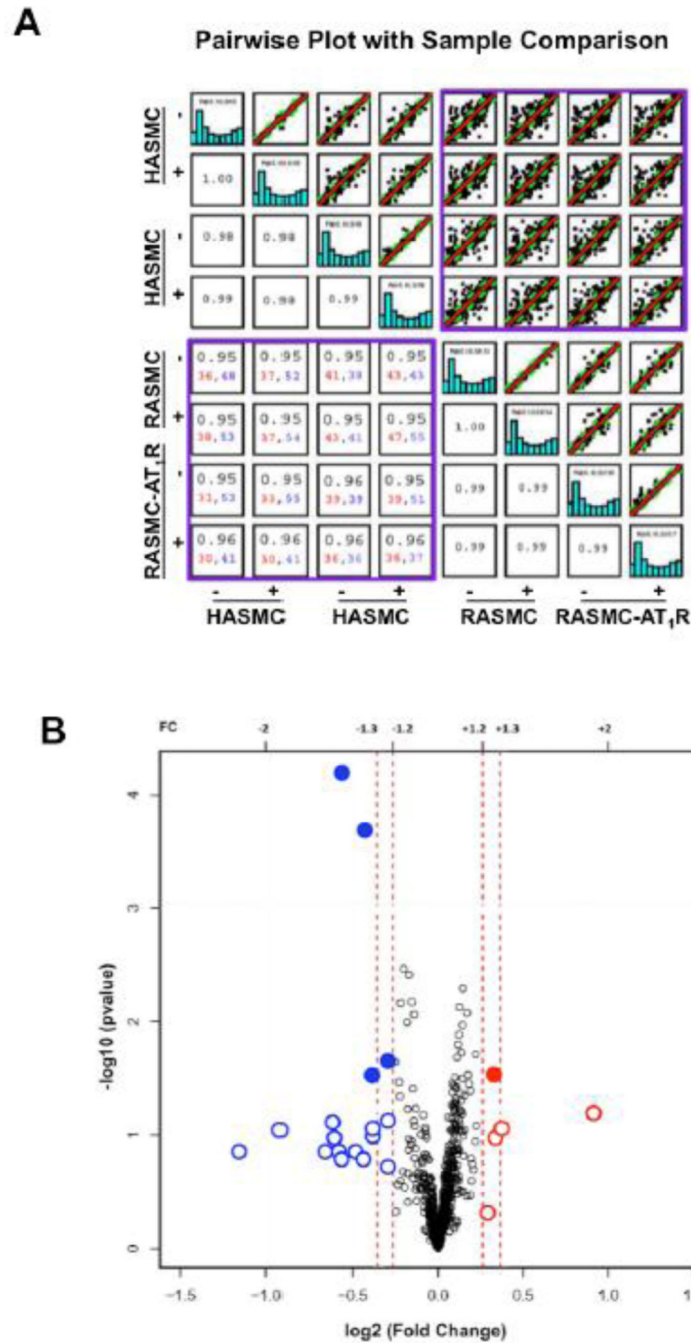 A
Pairwise Plot with Sample Comparison
HASMC - +
HASMC - +
RASMC - +
RASMC-AT₁R - +
1.00
0.98 0.98
0.99 0.98 0.99
0.95 0.95 0.95 0.95
36,48 37,52 41,39 43,43
0.95 0.95 0.95 0.95 1.00
38,53 37,54 43,41 47,55
0.95 0.95 0.96 0.95 0.99 0.99
31,53 33,55 39,39 39,51
0.96 0.96 0.96 0.96 0.99 0.99 0.99
30,41 30,41 36,36 36,37
- + - + - + - +
HASMC HASMC RASMC RASMC-AT₁R
B
FC -2 -1.3 -1.2 +1.2 +1.3 +2
4
3
2
1
0
-log10 (pvalue)
−1.5 −1.0 −0.5 0.0 0.5 1.0
log2 (Fold Change)